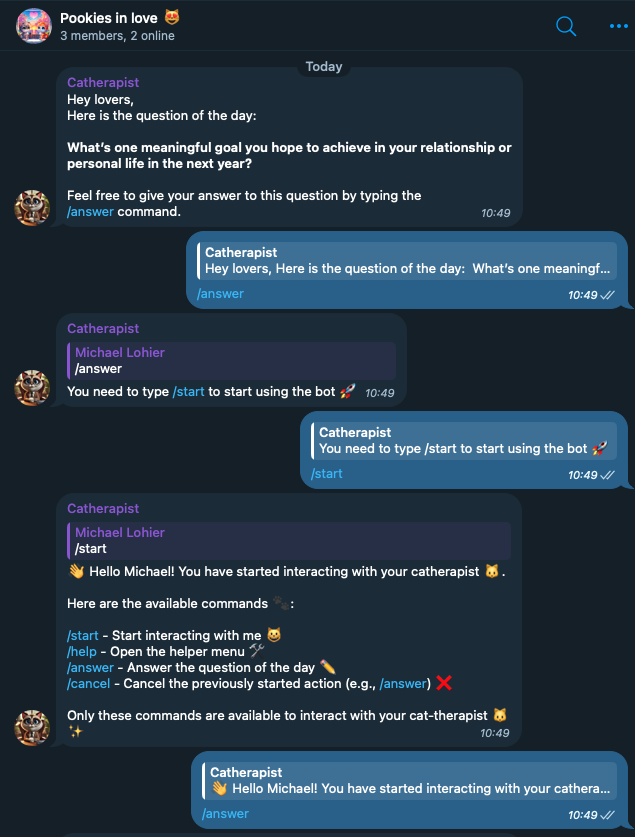 Pookies in love 😻
3 members, 2 online
Today
Catherapist
Hey lovers,
Here is the question of the day:
What's one meaningful goal you hope to achieve in your relationship or
personal life in the next year?
Feel free to give your answer to this question by typing the
/answer command.
10:49
Catherapist
Hey lovers, Here is the question of the day:  What's one meaningf...
/answer
10:49
Catherapist
Michael Lohier
/answer
You need to type /start to start using the bot 🚀 10:49
Catherapist
You need to type /start to start using the bot 🚀
/start
10:49
Catherapist
Michael Lohier
/start
👋 Hello Michael! You have started interacting with your catherapist 🐱.
Here are the available commands 🐾:
/start - Start interacting with me 😺
/help - Open the helper menu 🛠
/answer - Answer the question of the day ✏️
/cancel - Cancel the previously started action (e.g., /answer) ❌
Only these commands are available to interact with your cat-therapist 🐱
✨
10:49
Catherapist
👋 Hello Michael! You have started interacting with your cathera...
/answer
10:49